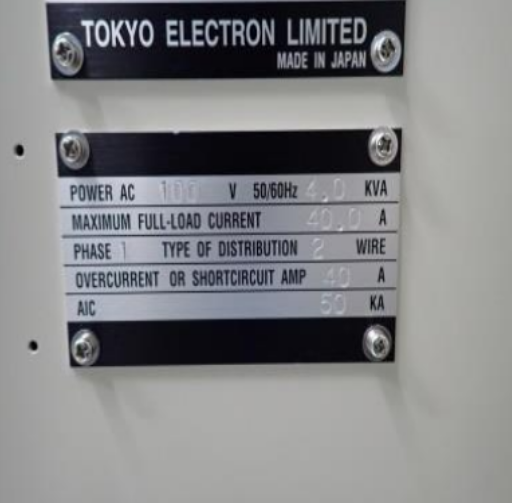 TOKYO ELECTRON LIMITED
MADE IN JAPAN
POWER AC 100 V 50/60Hz 4.0 KVA
MAXIMUM FULL-LOAD CURRENT 40.0 A
PHASE 1 TYPE OF DISTRIBUTION 2 WIRE
OVERCURRENT OR SHORTCIRCUIT AMP 40 A
AIC 50 KA